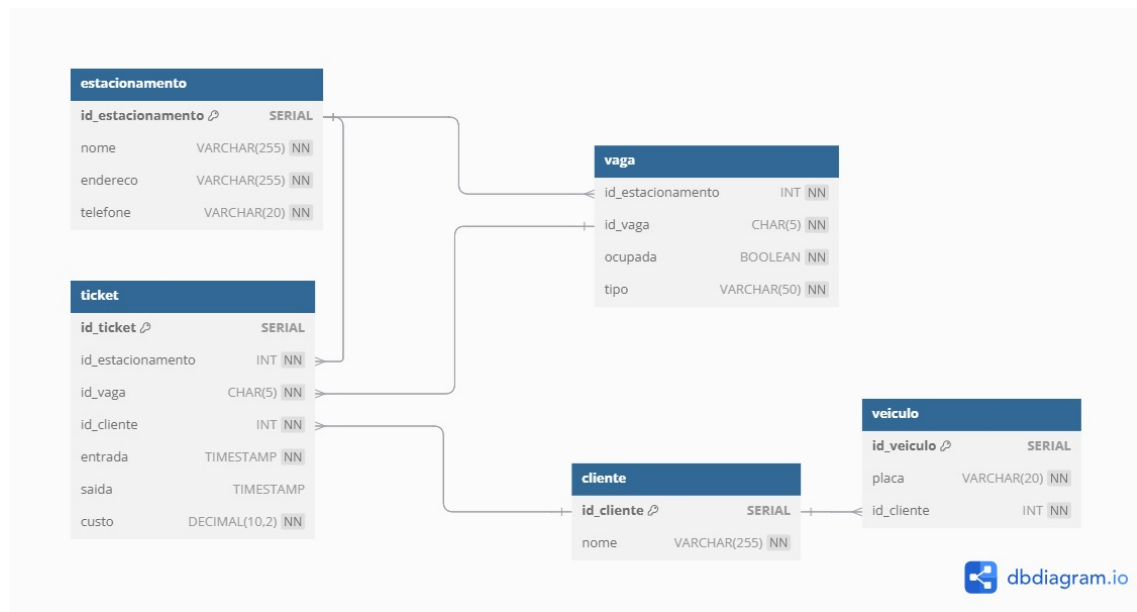 estacionamento
id_estacionamento SERIAL
nome VARCHAR(255) NN
endereco VARCHAR(255) NN
telefone VARCHAR(20) NN
vaga
id_estacionamento INT NN
id_vaga CHAR(5) NN
ocupada BOOLEAN NN
tipo VARCHAR(50) NN
ticket
id_ticket SERIAL
id_estacionamento INT NN
id_vaga CHAR(5) NN
id_cliente INT NN
entrada TIMESTAMP NN
saida TIMESTAMP
custo DECIMAL(10,2) NN
cliente
id_cliente SERIAL
nome VARCHAR(255) NN
veiculo
id_veiculo SERIAL
placa VARCHAR(20) NN
id_cliente INT NN
dbdiagram.io